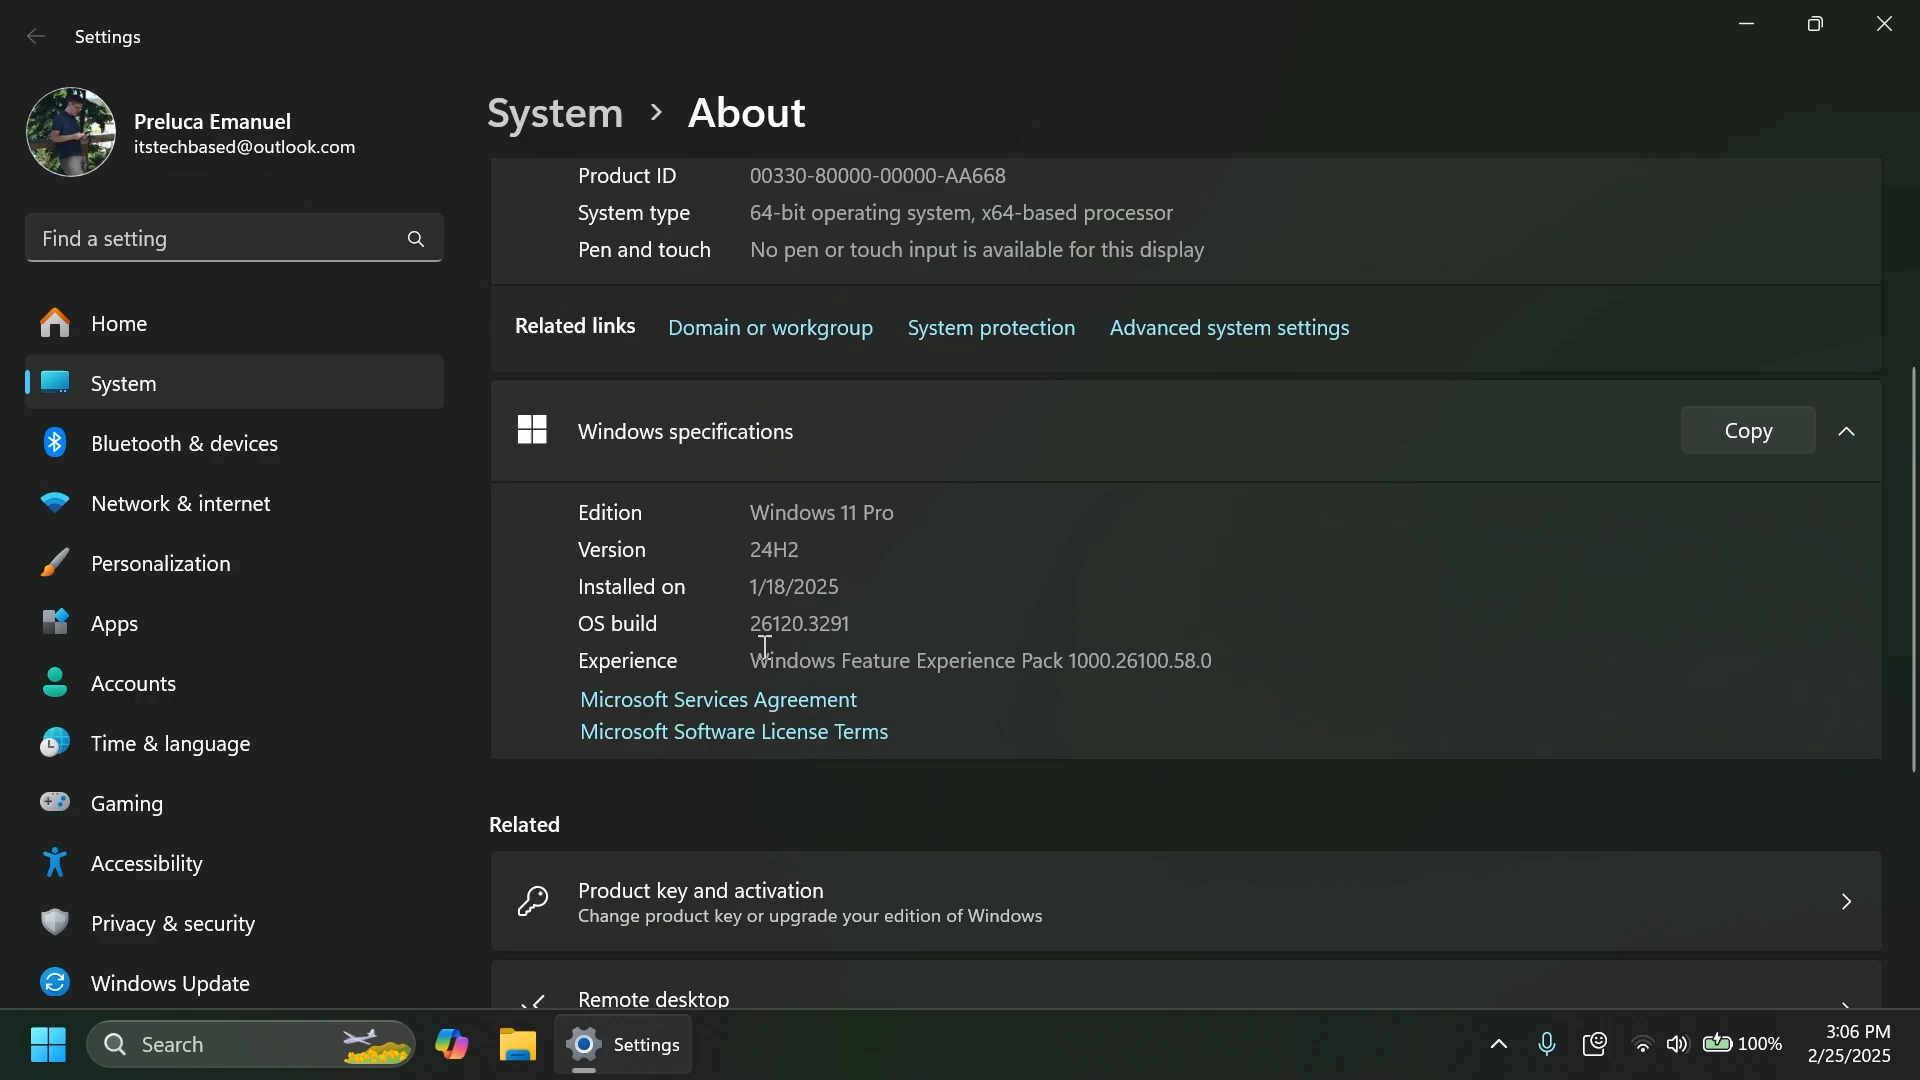 Settings
Preluca Emanuel
itstechbased@outlook.com
Find a setting
Home
System
Bluetooth & devices
Network & internet
Personalization
Apps
Accounts
Time & language
Gaming
Accessibility
Privacy & security
Windows Update
System > About
Product ID 00330-80000-00000-AA668
System type 64-bit operating system, x64-based processor
Pen and touch No pen or touch input is available for this display
Related links Domain or workgroup System protection Advanced system settings
Windows specifications Copy
Edition Windows 11 Pro
Version 24H2
Installed on 1/18/2025
OS build 26120.3291
Experience Windows Feature Experience Pack 1000.26100.58.0
Microsoft Services Agreement
Microsoft Software License Terms
Related
Product key and activation
Change product key or upgrade your edition of Windows
Remote desktop
Search Settings 100% 3:06 PM
2/25/2025